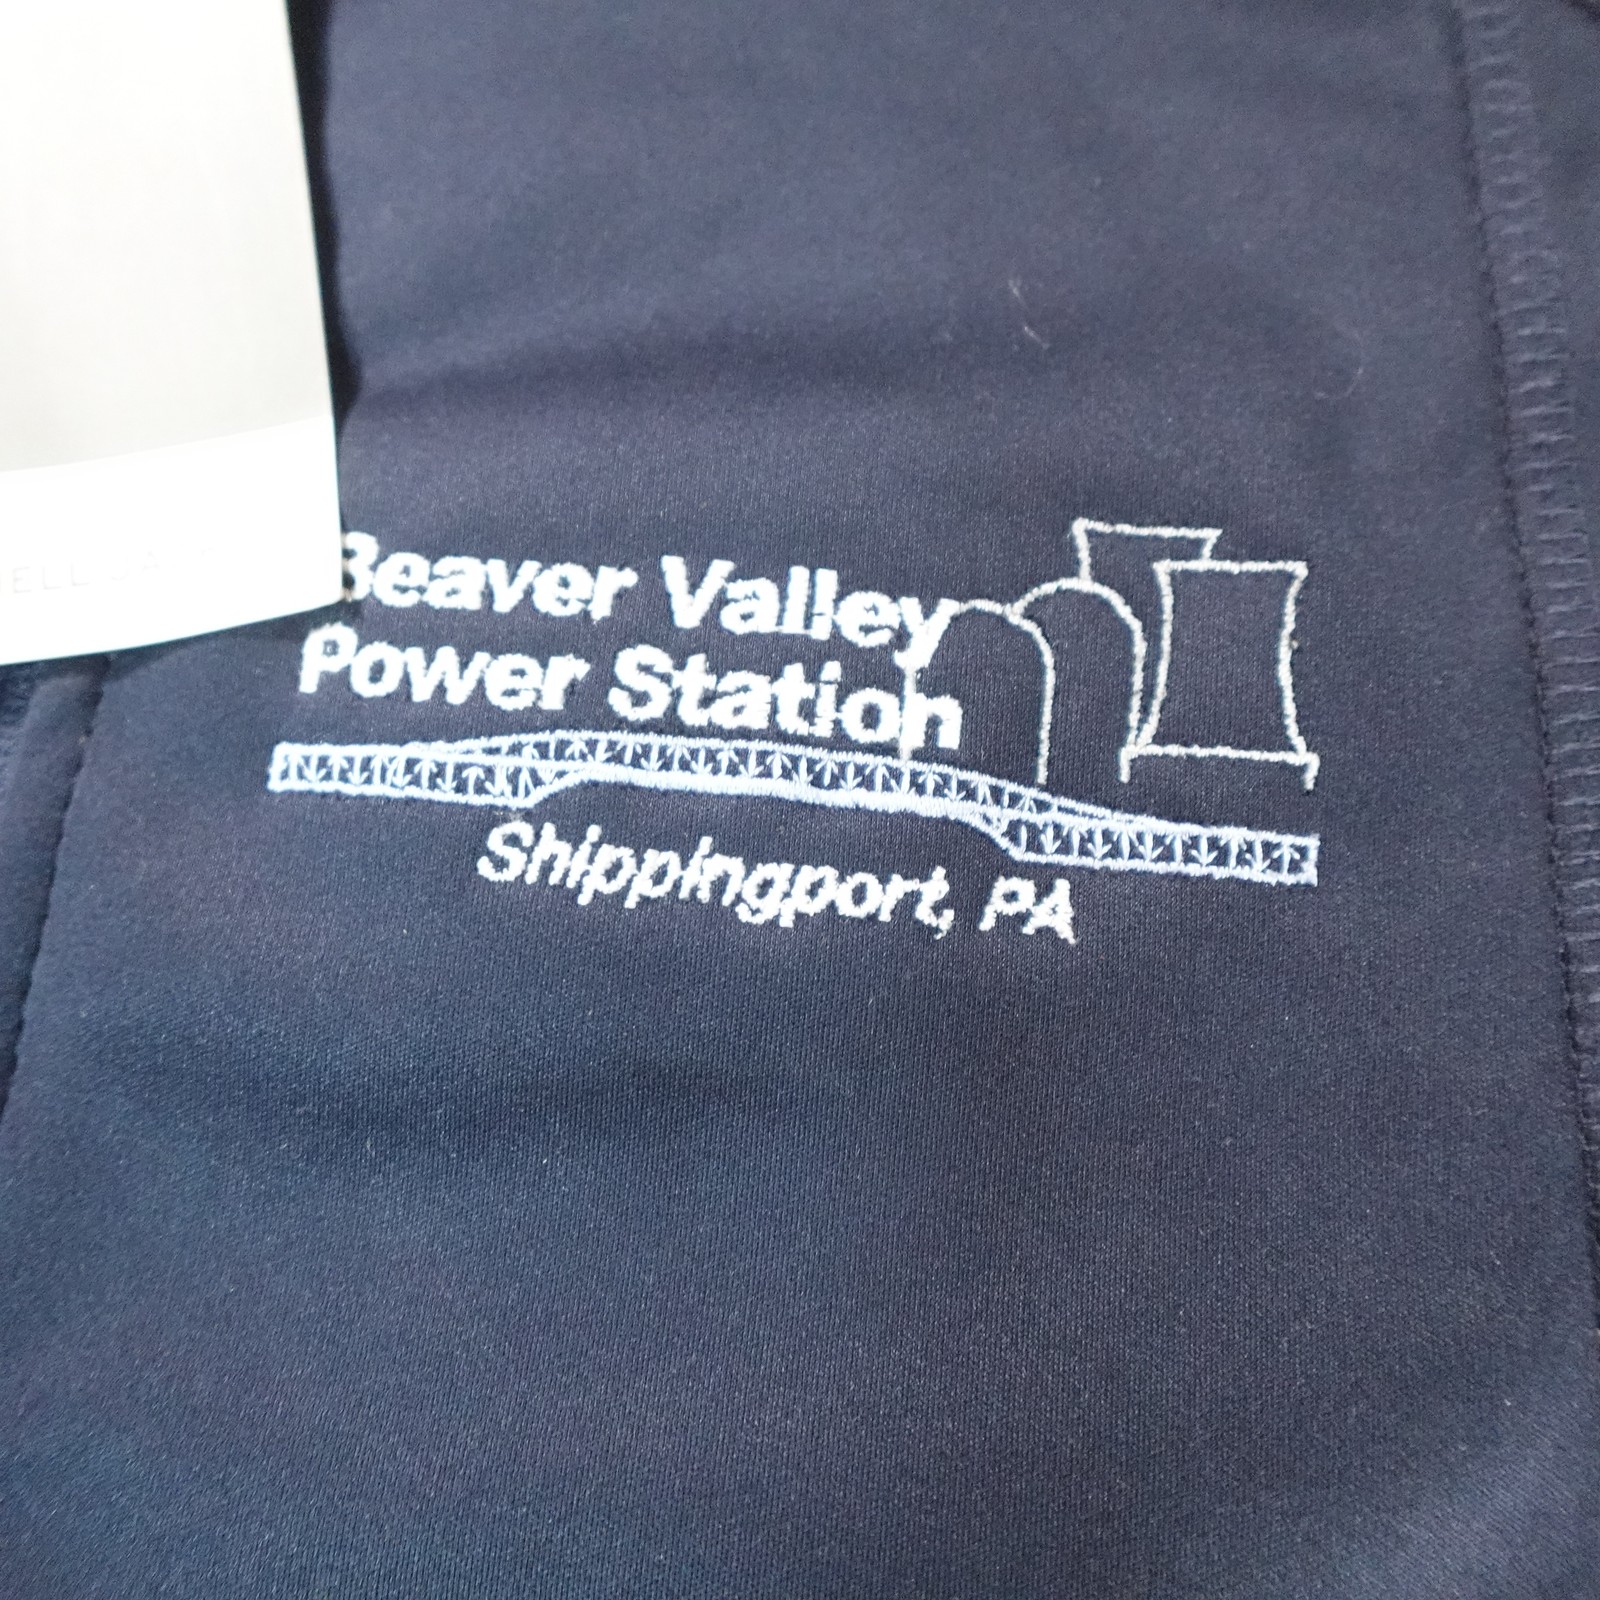 Beaver Valley
Power Station
Shippingport, PA